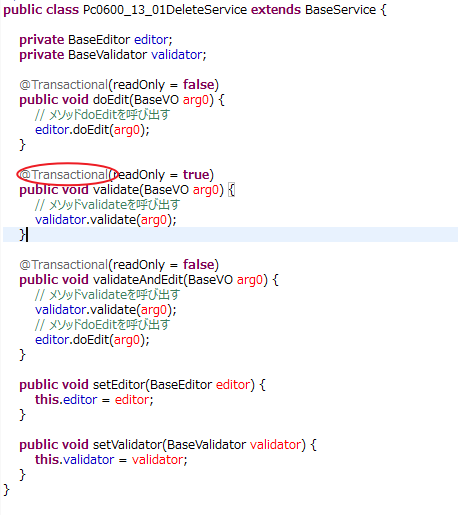 public class Pc0600_13_01DeleteService extends BaseService {
private BaseEditor editor;
private BaseValidator validator;
@Transactional(readOnly = false)
public void doEdit(BaseVO arg0) {
// メソッドdoEditを呼び出す
editor.doEdit(arg0);
}
@Transactional(readOnly = true)
public void validate(BaseVO arg0) {
// メソッドvalidateを呼び出す
validator.validate(arg0);
}
@Transactional(readOnly = false)
public void validateAndEdit(BaseVO arg0) {
// メソッドvalidateを呼び出す
validator.validate(arg0);
// メソッドdoEditを呼び出す
editor.doEdit(arg0);
}
public void setEditor(BaseEditor editor) {
this.editor = editor;
}
public void setValidator(BaseValidator validator) {
this.validator = validator;
}
}